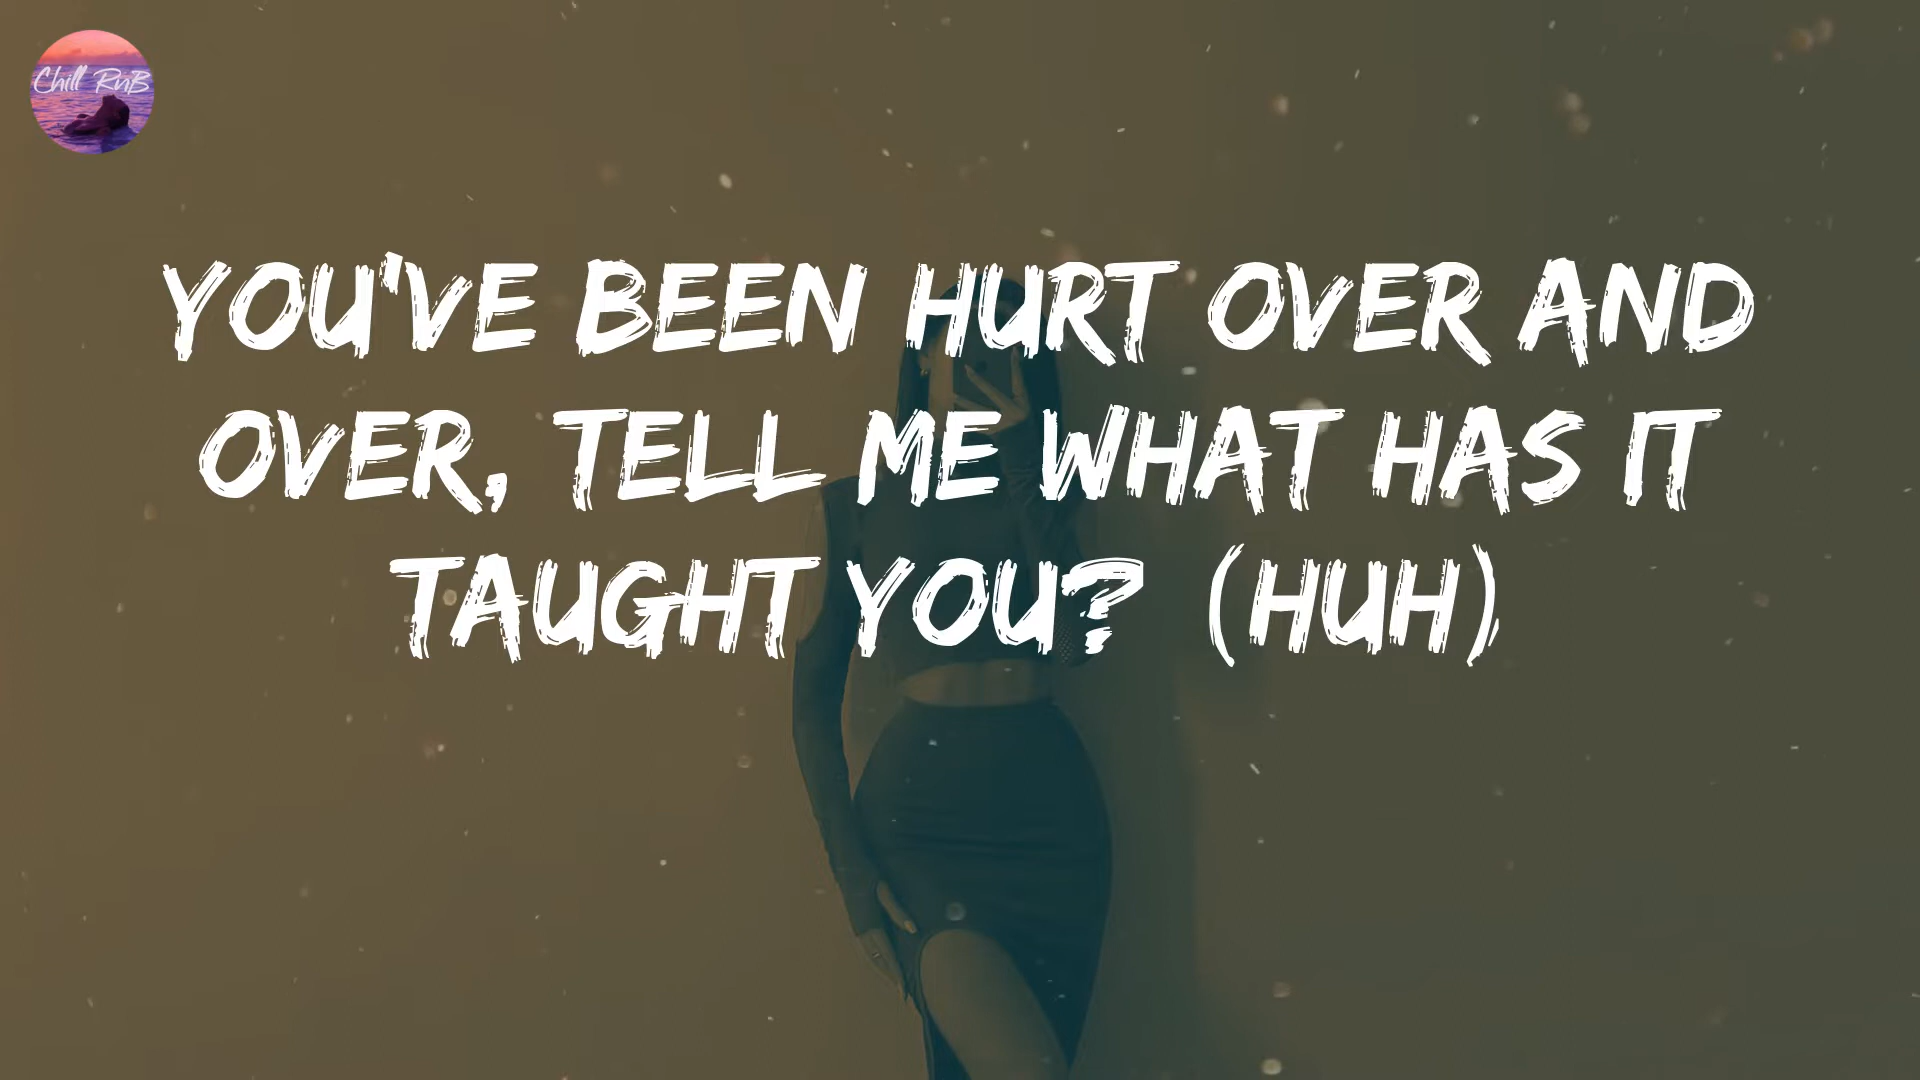 Chill RnB
YOU'VE BEEN HURT OVER AND
OVER, TELL ME WHAT HAS IT
TAUGHT YOU? (HUH)